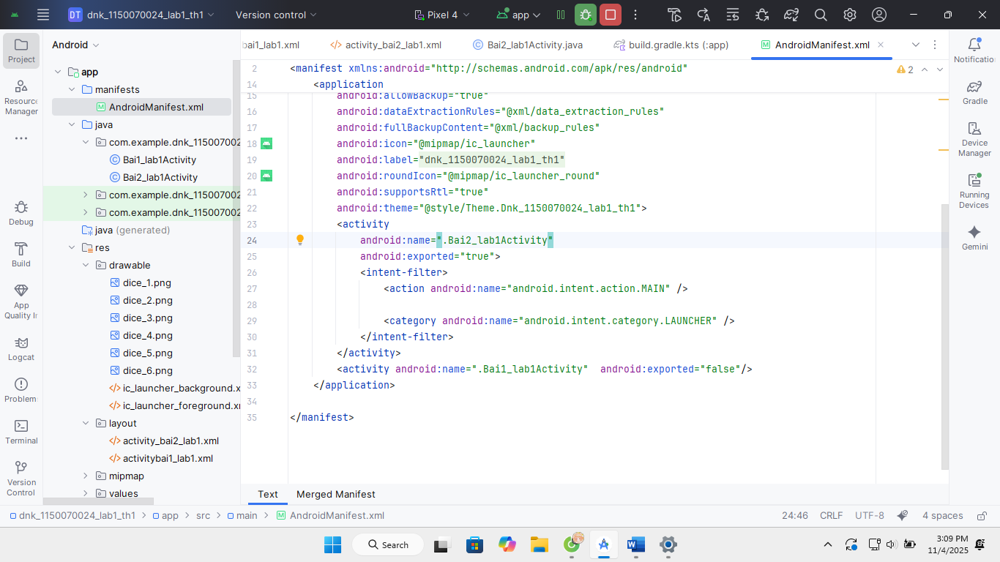 DT dnk_1150070024_lab1_th1 Version control Pixel 4 app
Project
Resource
Manager
Debug
Build
App
Quality In
Logcat
Problem
Terminal
Version
Control
Android
app
manifests
AndroidManifest.xml
java
com.example.dnk_115007002
Bai1_lab1Activity
Bai2_lab1Activity
com.example.dnk_115007002
com.example.dnk_115007002
java (generated)
res
drawable
dice_1.png
dice_2.png
dice_3.png
dice_4.png
dice_5.png
dice_6.png
ic_launcher_background.x
ic_launcher_foreground.xr
layout
activity_bai2_lab1.xml
activitybai1_lab1.xml
mipmap
values
bai1_lab1.xml activity_bai2_lab1.xml Bai2_lab1Activity.java build.gradle.kts (:app) AndroidManifest.xml
2 <manifest xmlns:android="http://schemas.android.com/apk/res/android" 2
14 <application
15 android:allowBackup="true"
16 android:dataExtractionRules="@xml/data_extraction_rules"
17 android:fullBackupContent="@xml/backup_rules"
18 android:icon="@mipmap/ic_launcher"
19 android:label="dnk_1150070024_lab1_th1"
20 android:roundIcon="@mipmap/ic_launcher_round"
21 android:supportsRtl="true"
22 android:theme="@style/Theme.Dnk_1150070024_lab1_th1">
23 <activity
24 android:name=".Bai2_lab1Activity"
25 android:exported="true">
26 <intent-filter>
27 <action android:name="android.intent.action.MAIN" />
28
29 <category android:name="android.intent.category.LAUNCHER" />
30 </intent-filter>
31 </activity>
32 <activity android:name=".Bai1_lab1Activity" android:exported="false"/>
33 </application>
34
35 </manifest>
Text Merged Manifest
Notificatio
Gradle
Device
Manager
Running
Devices
Gemini
dnk_1150070024_lab1_th1 > app > src > main > AndroidManifest.xml 24:46 CRLF UTF-8 4 spaces
Search
3:09 PM
11/4/2025